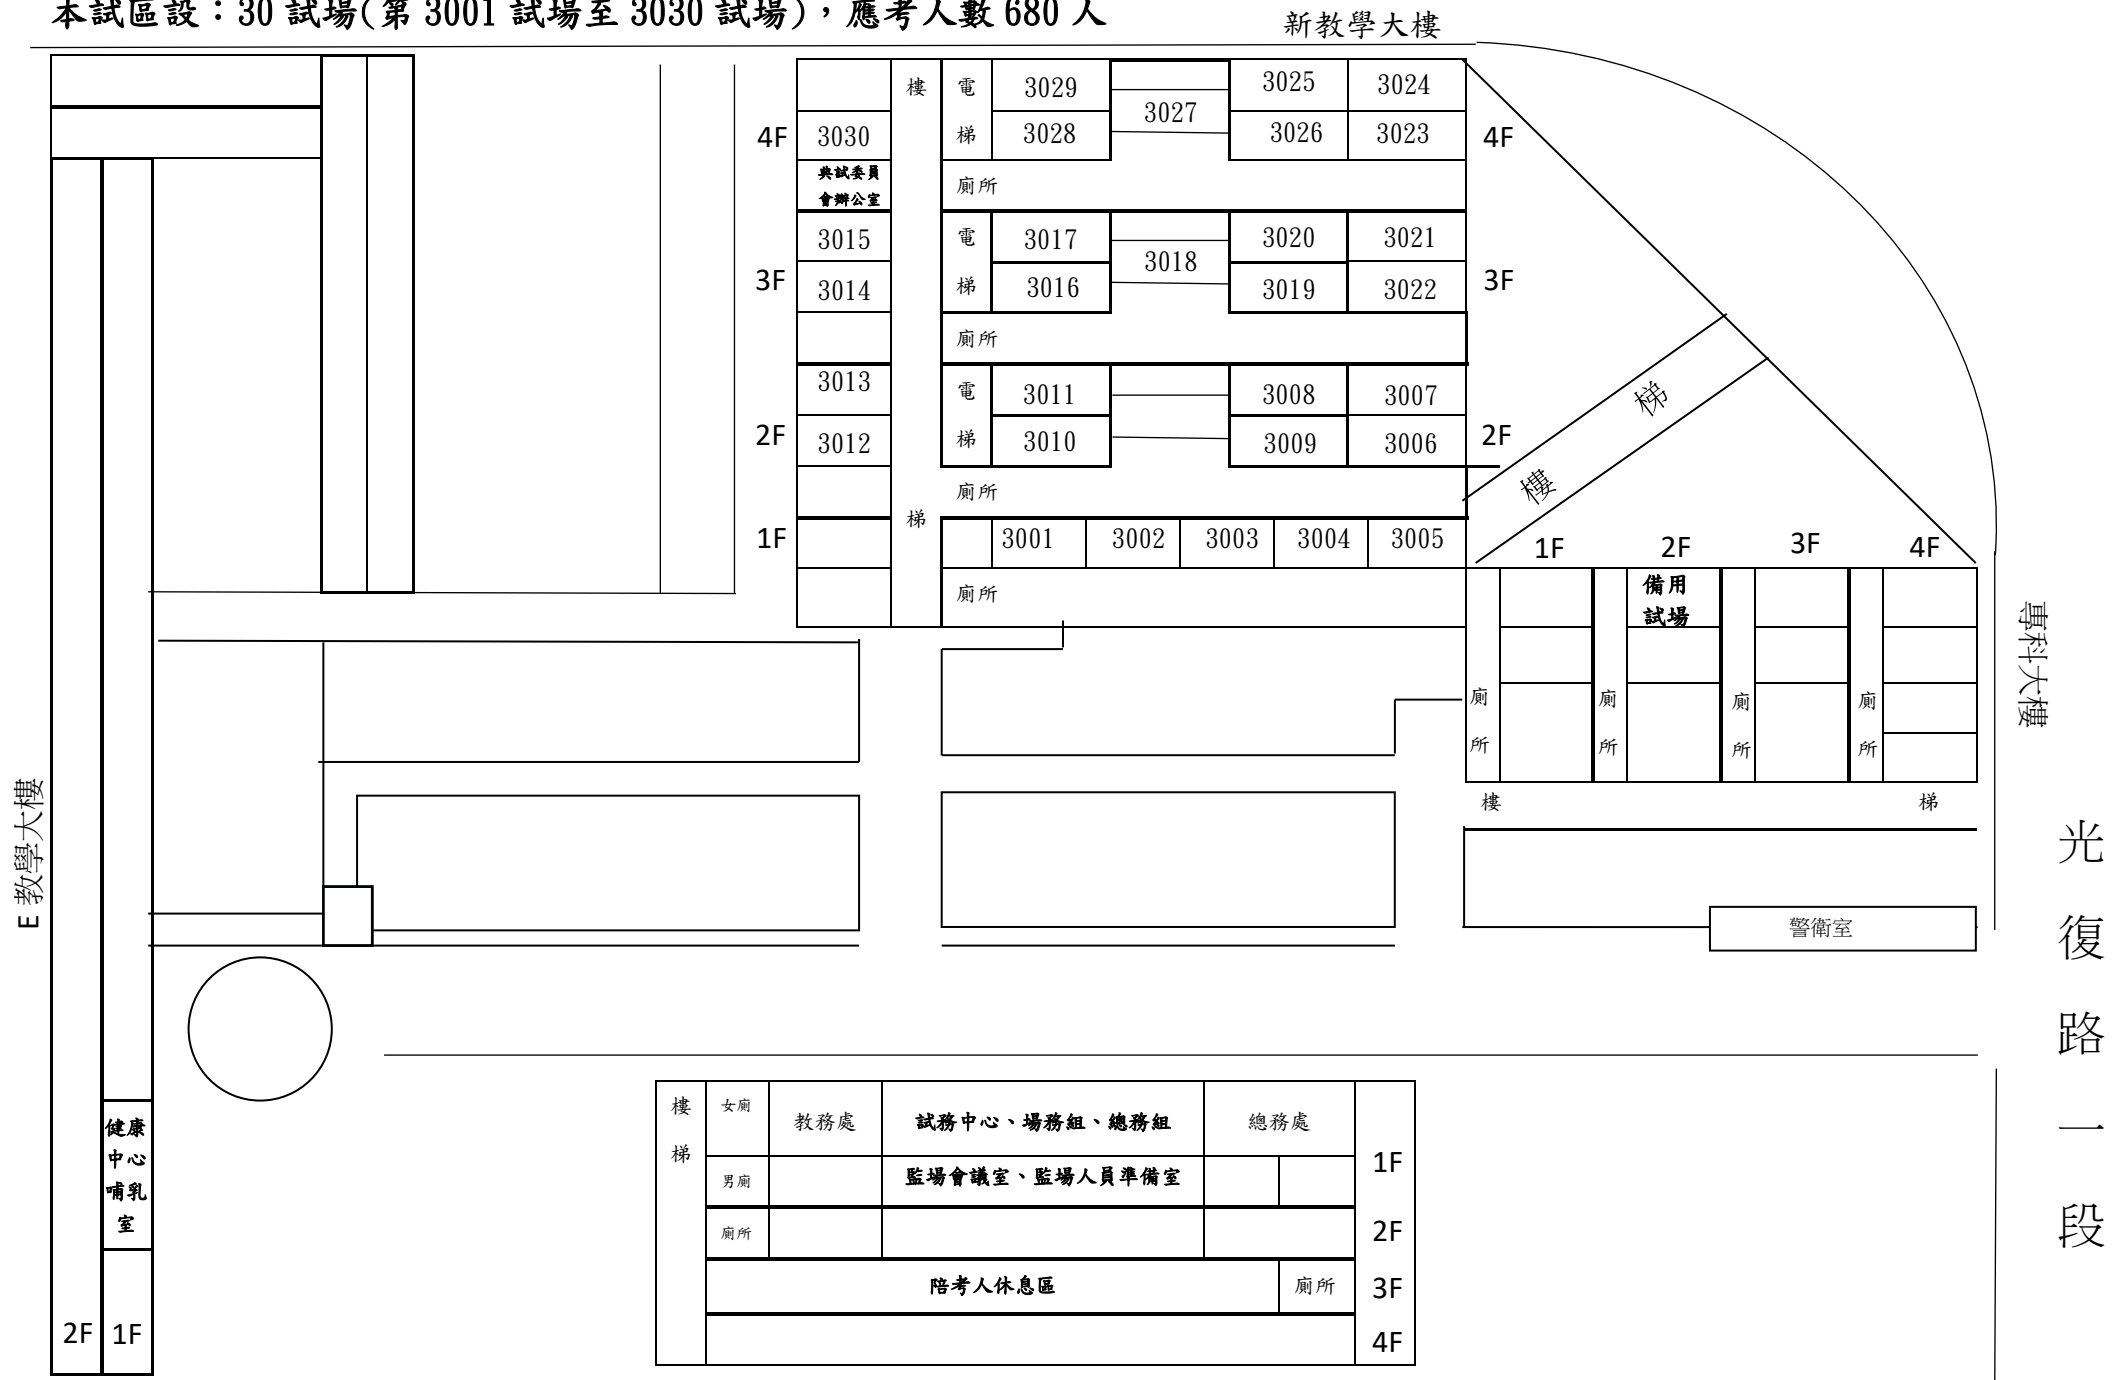 本試區設：30 試場(第 3001 試場至 3030 試場)，應考人數 680 人
新教學大樓
樓 電 3029 3025 3024
3027
4F 3030 梯 3028 3026 3023 4F
典試委員
會辦公室
廁所
3015 電 3017 3020 3021
3018
3F 3014 梯 3016 3019 3022 3F
廁所
3013 電 3011 3008 3007
2F 3012 梯 3010 3009 3006 2F
廁所
梯
樓梯
1F 3001 3002 3003 3004 3005
廁所
1F 2F 3F 4F
備用
試場
廁所 廁所 廁所 廁所
樓 梯
專科大樓
E 教學大樓
警衛室
光復路一段
健康
中心
哺乳
室
2F 1F
樓梯
女廁 教務處 試務中心、場務組、總務組 總務處
男廁 監場會議室、監場人員準備室 1F
廁所 2F
陪考人休息區 廁所 3F
4F